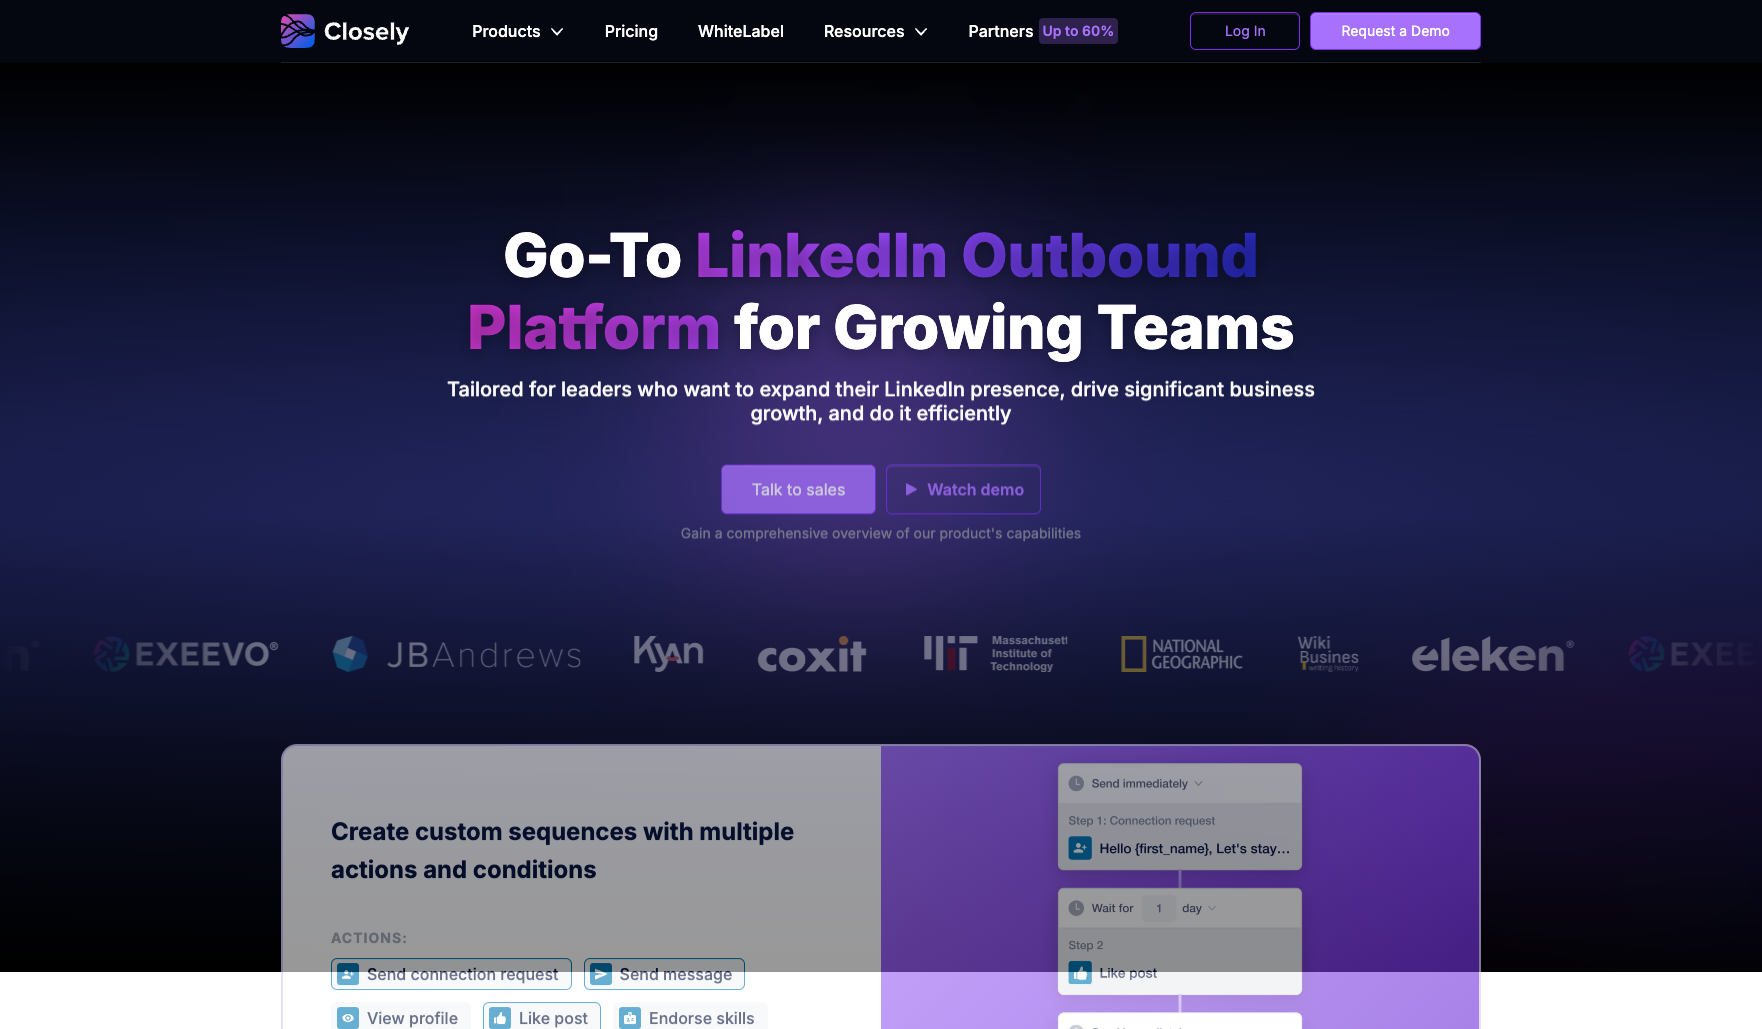 Closely
Products
Pricing
WhiteLabel
Resources
Partners Up to 60%
Log In
Request a Demo
Go-To LinkedIn Outbound
Platform for Growing Teams
Tailored for leaders who want to expand their LinkedIn presence, drive significant business
growth, and do it efficiently
Talk to sales
Watch demo
Gain a comprehensive overview of our product's capabilities
n®
EXEEVO®
JBAndrews
Kyan
coxit
MIT
Massachusett
Institute of
Technology
NATIONAL
GEOGRAPHIC
Wiki
Busines
writing history
eleken®
EXEE
Create custom sequences with multiple
actions and conditions
ACTIONS:
Send connection request
Send message
View profile
Like post
Endorse skills
Send immediately
Step 1: Connection request
Hello {first_name}, Let's stay...
Wait for 1 day
Step 2
Like post